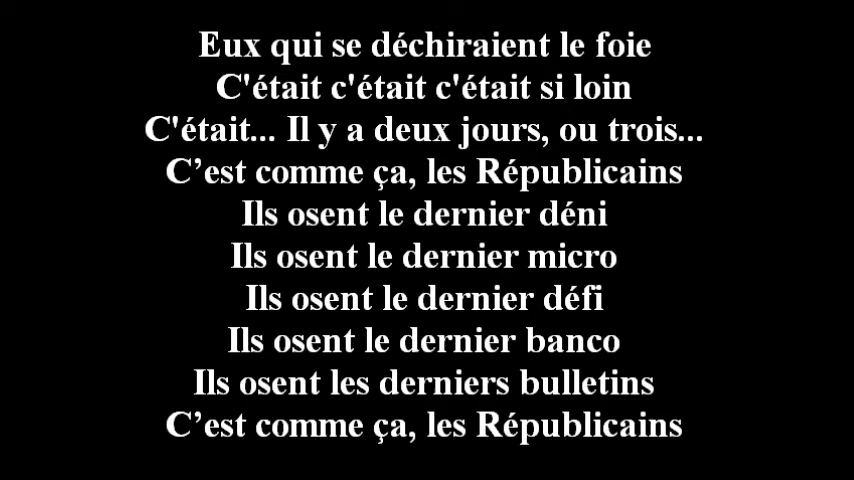 Eux qui se déchiraient le foie
C'était c'était c'était si loin
C'était... Il y a deux jours, ou trois...
C’est comme ça, les Républicains
Ils osent le dernier déni
Ils osent le dernier micro
Ils osent le dernier défi
Ils osent le dernier banco
Ils osent les derniers bulletins
C’est comme ça, les Républicains